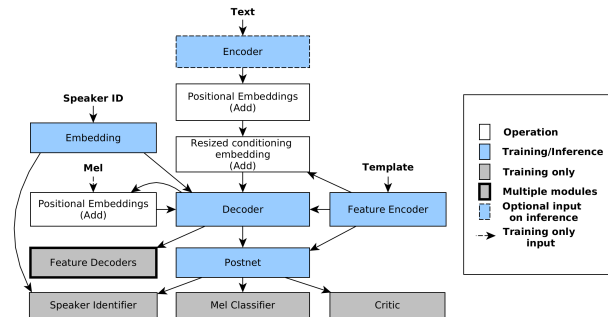 Text
Encoder
Positional Embeddings
(Add)
Speaker ID
Embedding
Resized conditioning
embedding
(Add)
Mel
Template
Positional Embeddings
(Add)
Decoder
Feature Encoder
Feature Decoders
Postnet
Speaker Identifier
Mel Classifier
Critic
Operation
Training/Inference
Training only
Multiple modules
Optional input
on inference
Training only
input